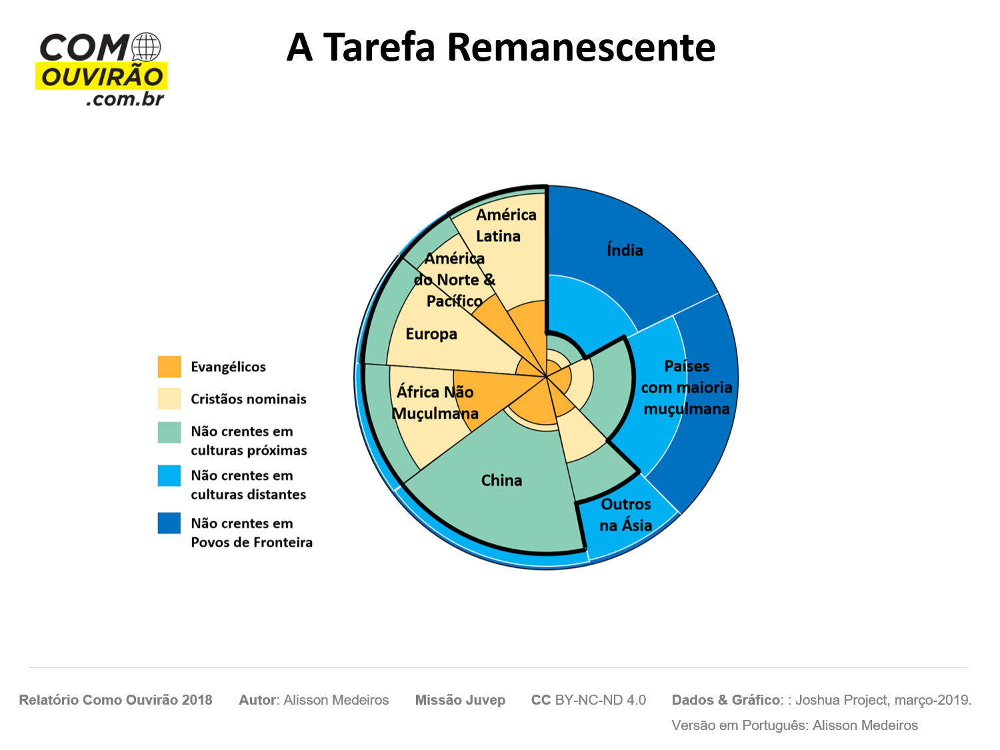 COM
OUVIRÃO
.com.br
A Tarefa Remanescente
América
Latina
América
do Norte &
Pacífico
Europa
África Não
Muçulmana
China
Índia
Países
com maioria
muçulmana
Outros
na Ásia
Evangélicos
Cristãos nominais
Não crentes em
culturas próximas
Não crentes em
culturas distantes
Não crentes em
Povos de Fronteira
Relatório Como Ouvirão 2018 Autor: Alisson Medeiros Missão Juvep CC BY-NC-ND 4.0 Dados & Gráfico: : Joshua Project, março-2019.
Versão em Português: Alisson Medeiros